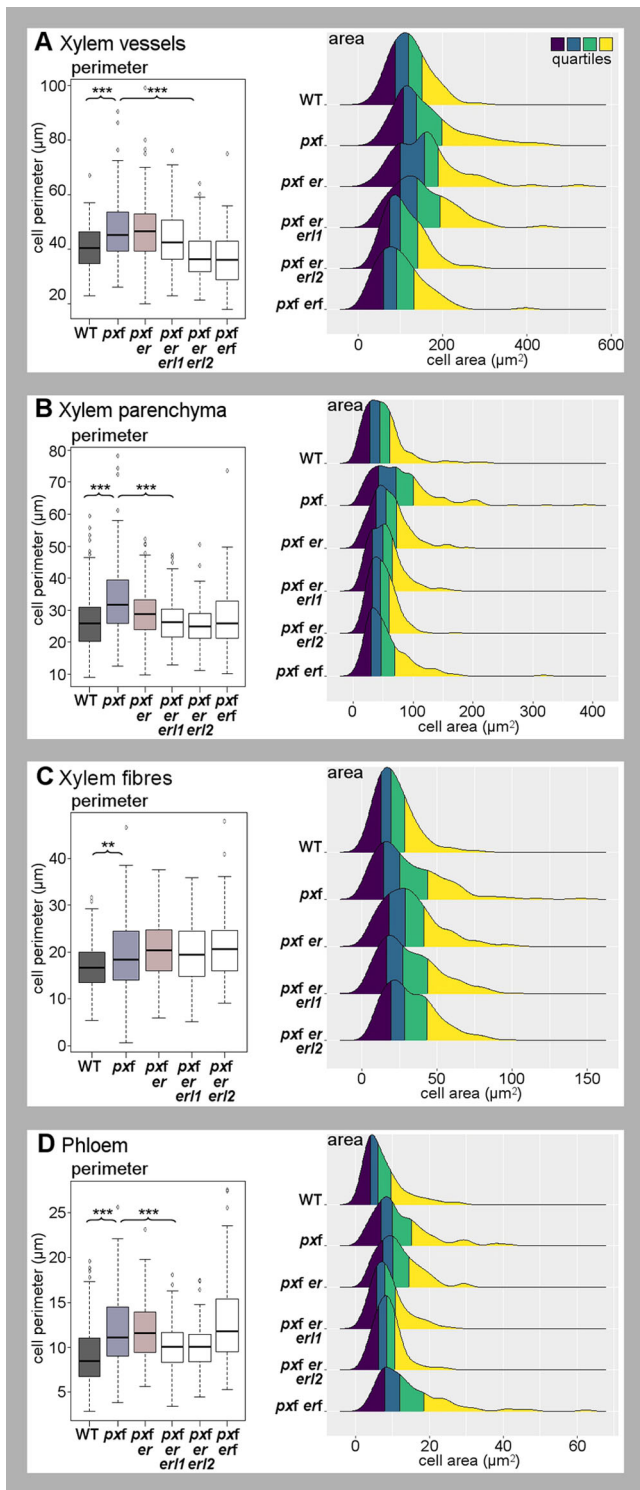 A Xylem vessels
perimeter
cell perimeter (µm)
100
80
60
40
20
***
***
WT
pxf
pxf er
pxf er erl1
pxf er erl2
pxf erf
area
quartiles
WT
pxf
pxf er
pxf er
erl1
pxf er
erl2
pxf erf
0 200 400 600
cell area (µm²)
B Xylem parenchyma
perimeter
cell perimeter (µm)
80
70
60
50
40
30
20
10
***
***
WT
pxf
pxf er
pxf er erl1
pxf er erl2
pxf erf
area
WT
pxf
pxf er
pxf er
erl1
pxf er
erl2
pxf erf
0 100 200 300 400
cell area (µm²)
C Xylem fibres
perimeter
cell perimeter (µm)
40
30
20
10
0
**
WT
pxf
pxf er
pxf er erl1
pxf er erl2
area
WT
pxf
pxf er
pxf er
erl1
pxf er
erl2
0 50 100 150
cell area (µm²)
D Phloem
perimeter
cell perimeter (µm)
25
20
15
10
5
***
***
WT
pxf
pxf er
pxf er erl1
pxf er erl2
pxf erf
area
WT
pxf
pxf er
pxf er
erl1
pxf er
erl2
pxf erf
0 20 40 60
cell area (µm²)